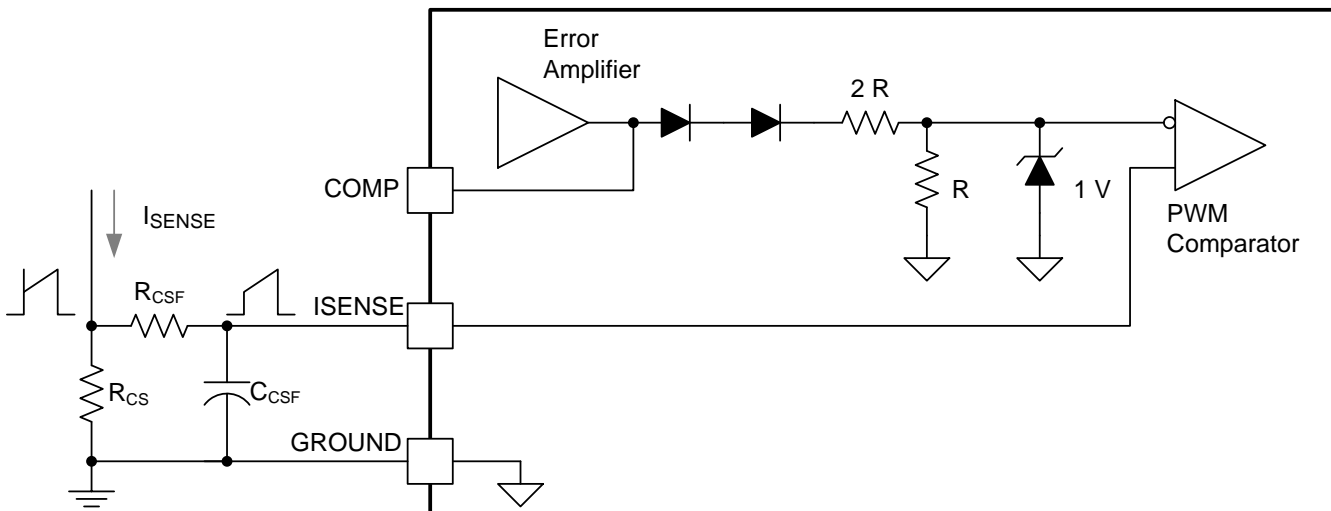 Error
Amplifier
2 R
COMP
R
1 V
PWM
Comparator
ISENSE
RCSF
ISENSE
RCS
CCSF
GROUND